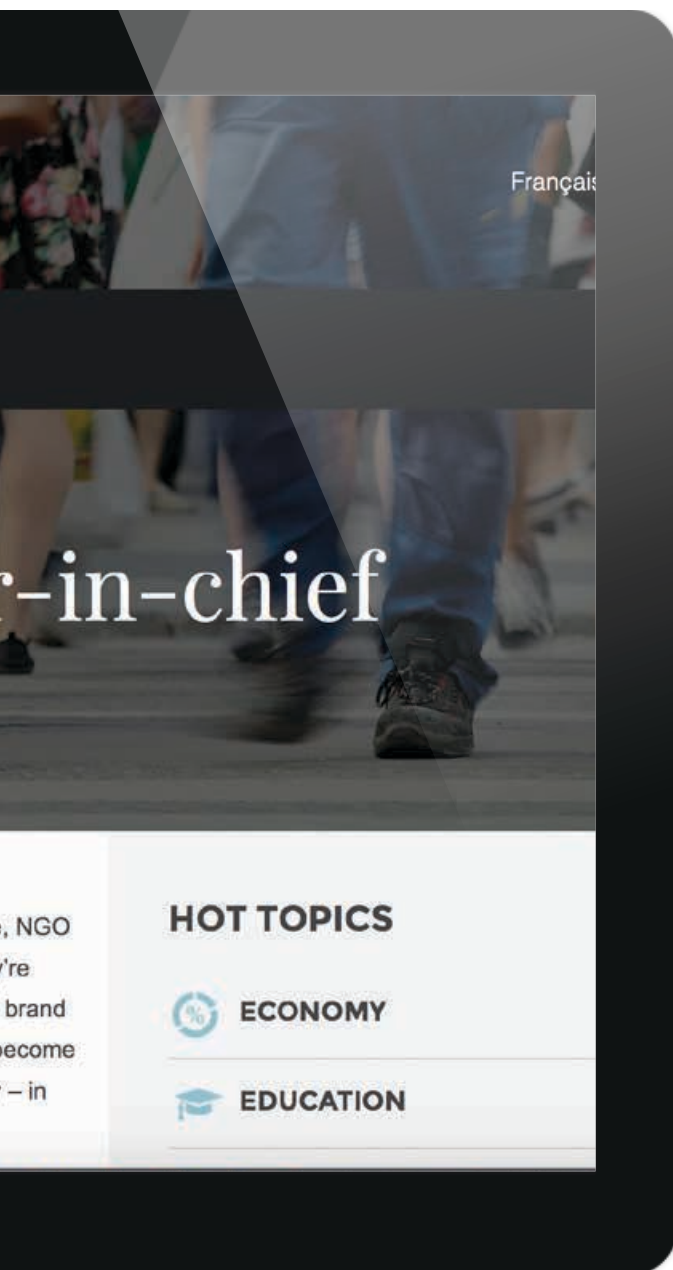 Français
-in-chief
HOT TOPICS
, NGO
're
brand
become
– in
ECONOMY
EDUCATION